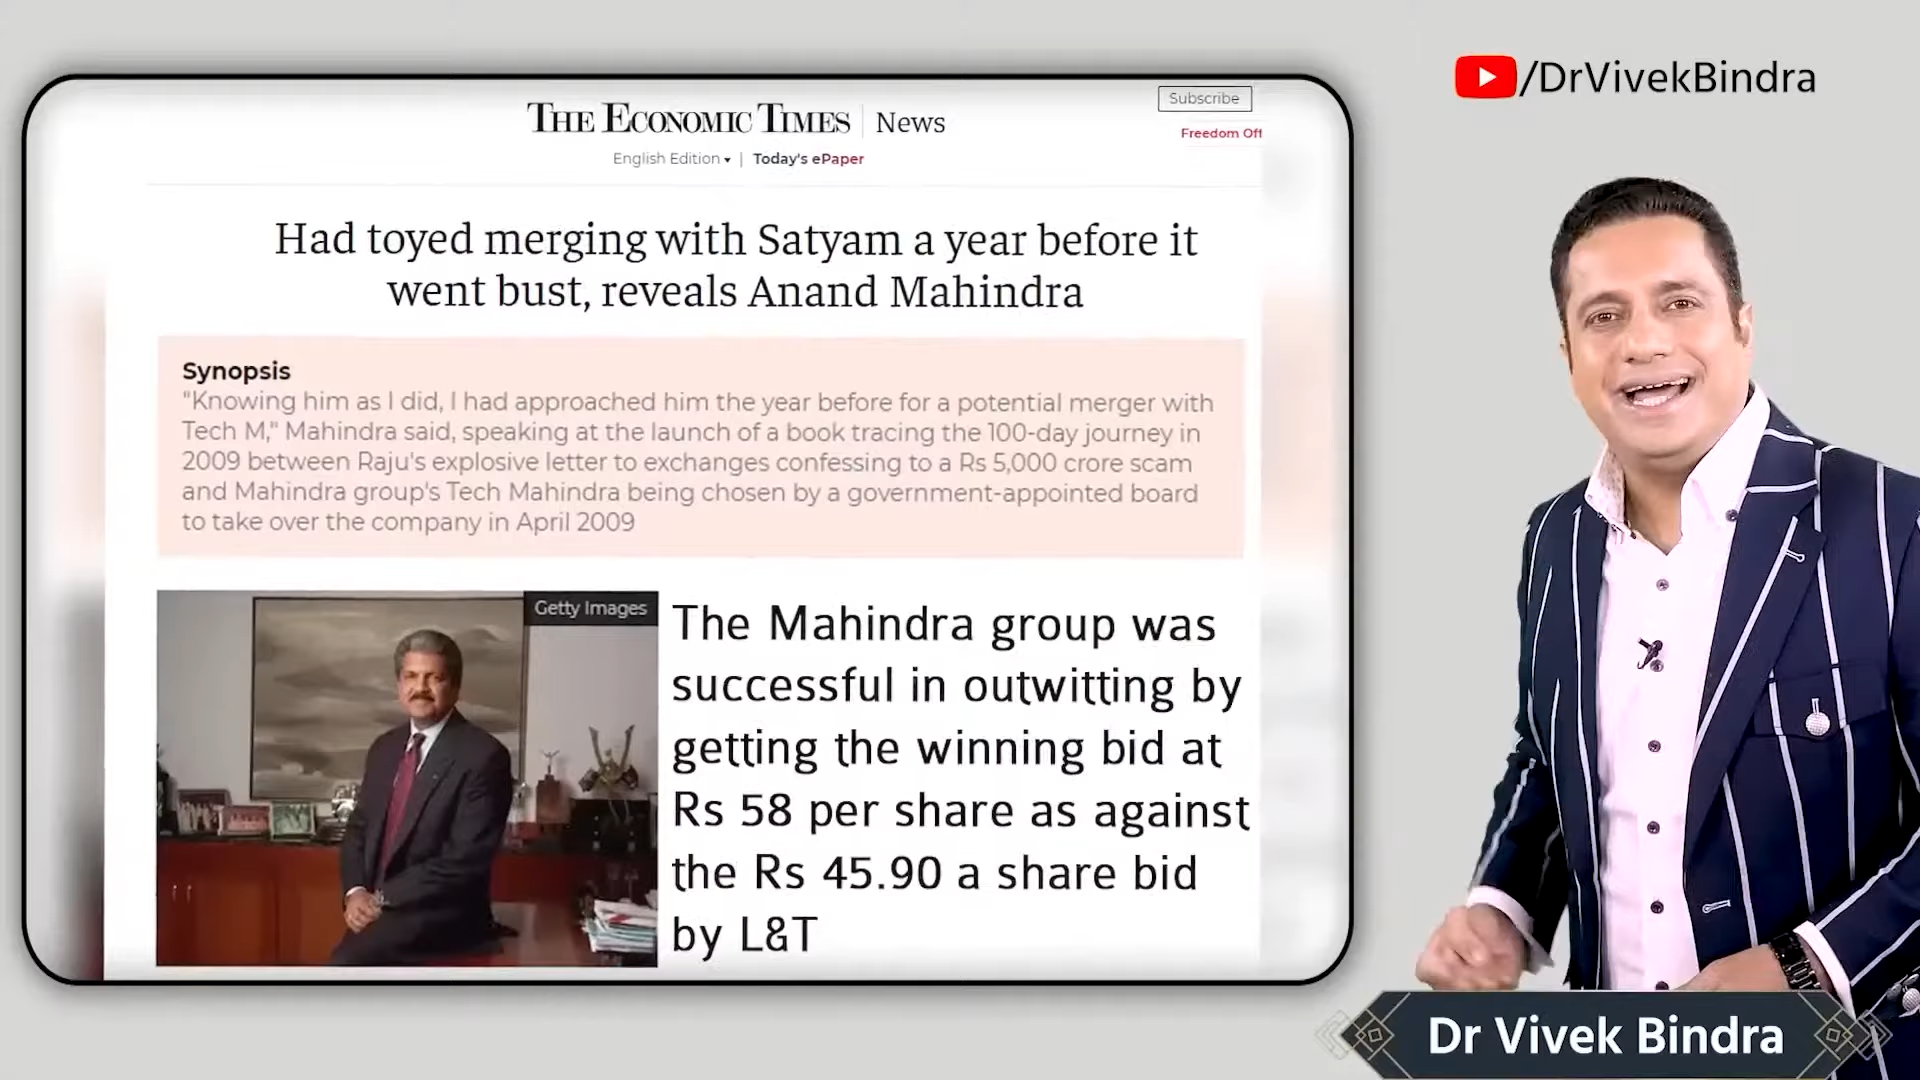 /DrVivekBindra
THE ECONOMIC TIMES News
Subscribe
Freedom Off
English Edition | Today's ePaper
Had toyed merging with Satyam a year before it
went bust, reveals Anand Mahindra
Synopsis
"Knowing him as I did, I had approached him the year before for a potential merger with
Tech M," Mahindra said, speaking at the launch of a book tracing the 100-day journey in
2009 between Raju's explosive letter to exchanges confessing to a Rs 5,000 crore scam
and Mahindra group's Tech Mahindra being chosen by a government-appointed board
to take over the company in April 2009
Getty Images
The Mahindra group was
successful in outwitting by
getting the winning bid at
Rs 58 per share as against
the Rs 45.90 a share bid
by L&T
Dr Vivek Bindra